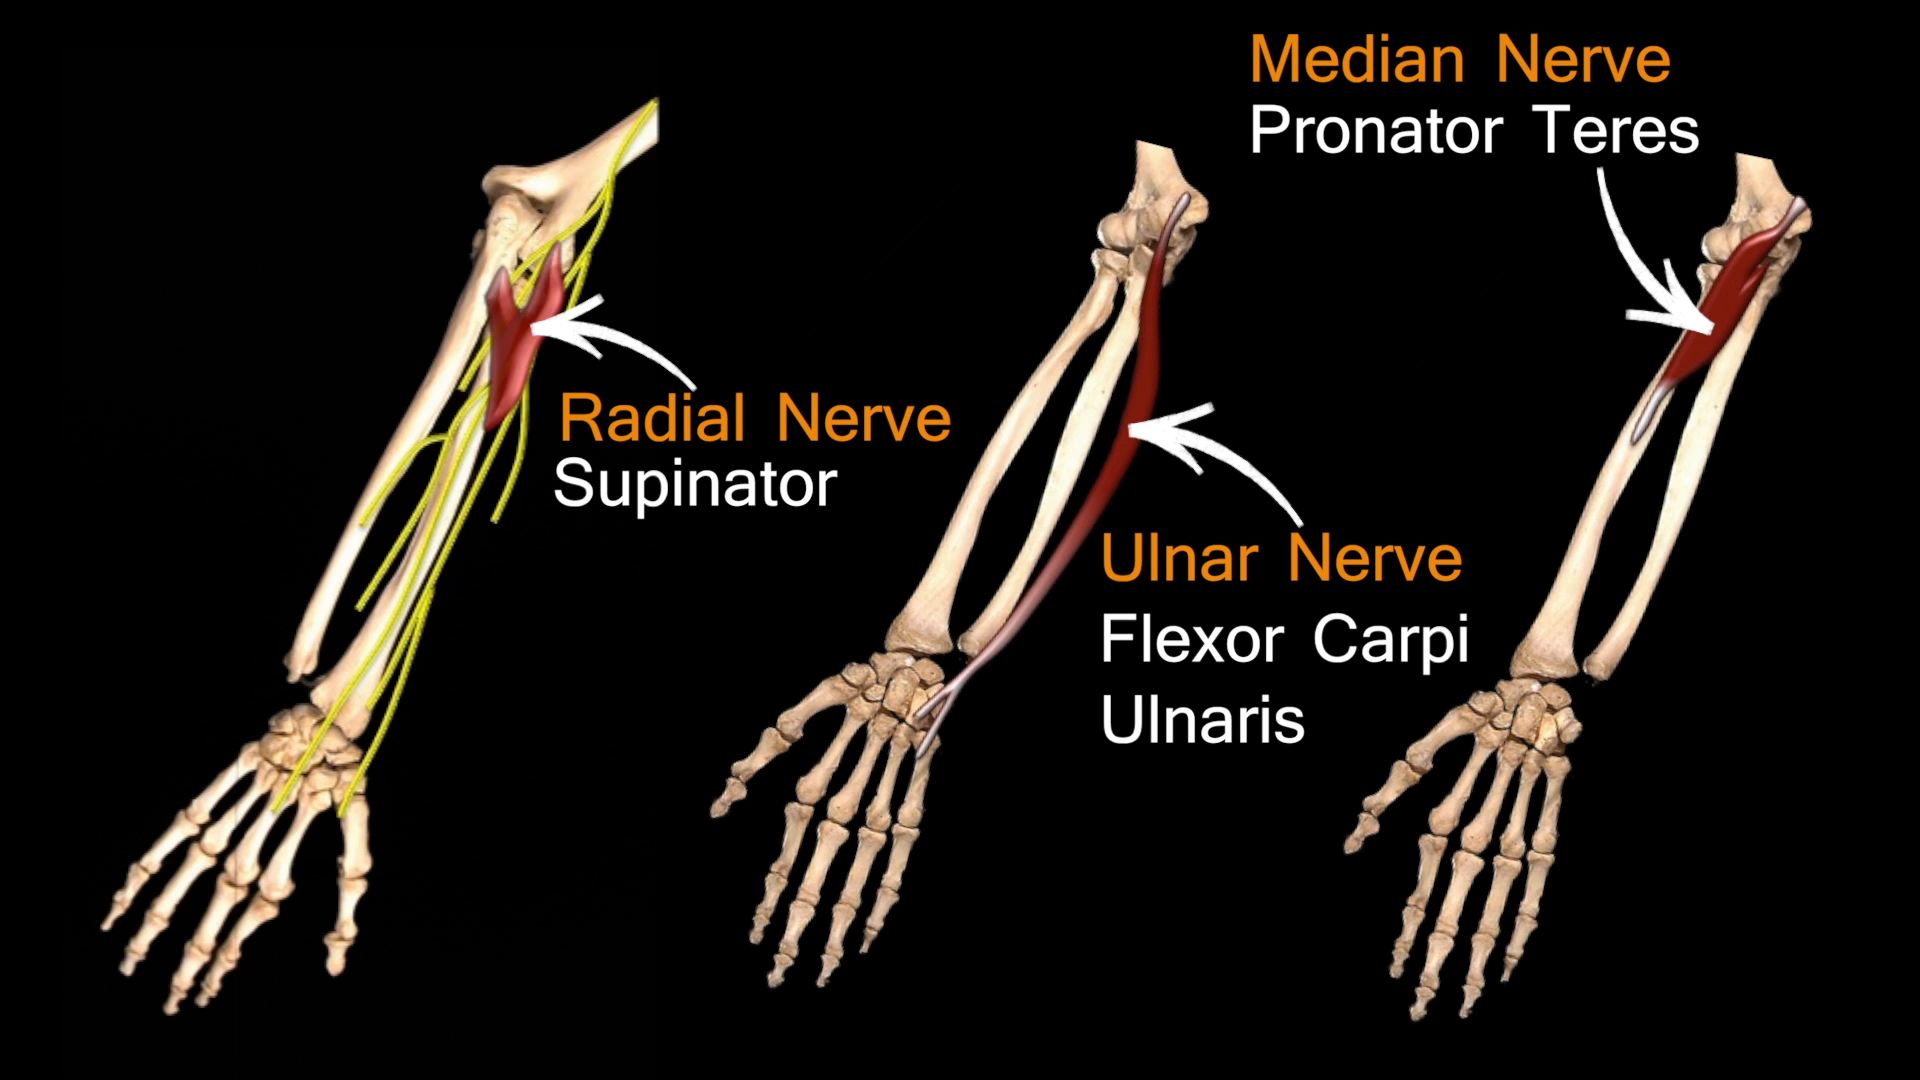 Median Nerve
Pronator Teres
Radial Nerve
Supinator
Ulnar Nerve
Flexor Carpi
Ulnaris